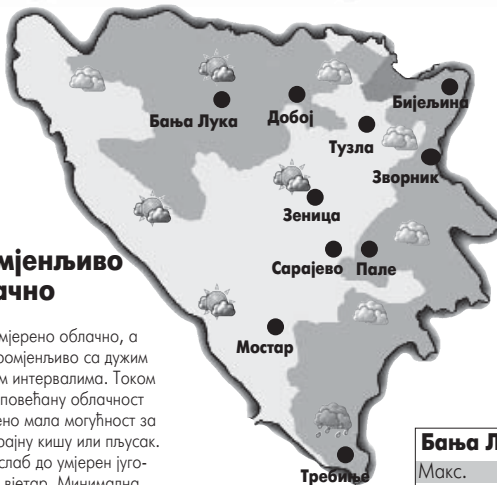 Бања Лука
Добој
Бијељина
Тузла
Зворник
Зеница
Сарајево
Пале
Мостар
Требиње
мјенљиво
ачно
мјерено облачно, а
ромјенљиво са дужим
м интервалима. Током
повећану облачност
ено мала могућност за
рајну кишу или пљусак.
слаб до умјерен југо-
вјетар. Минимална
Бања Л
Макс.